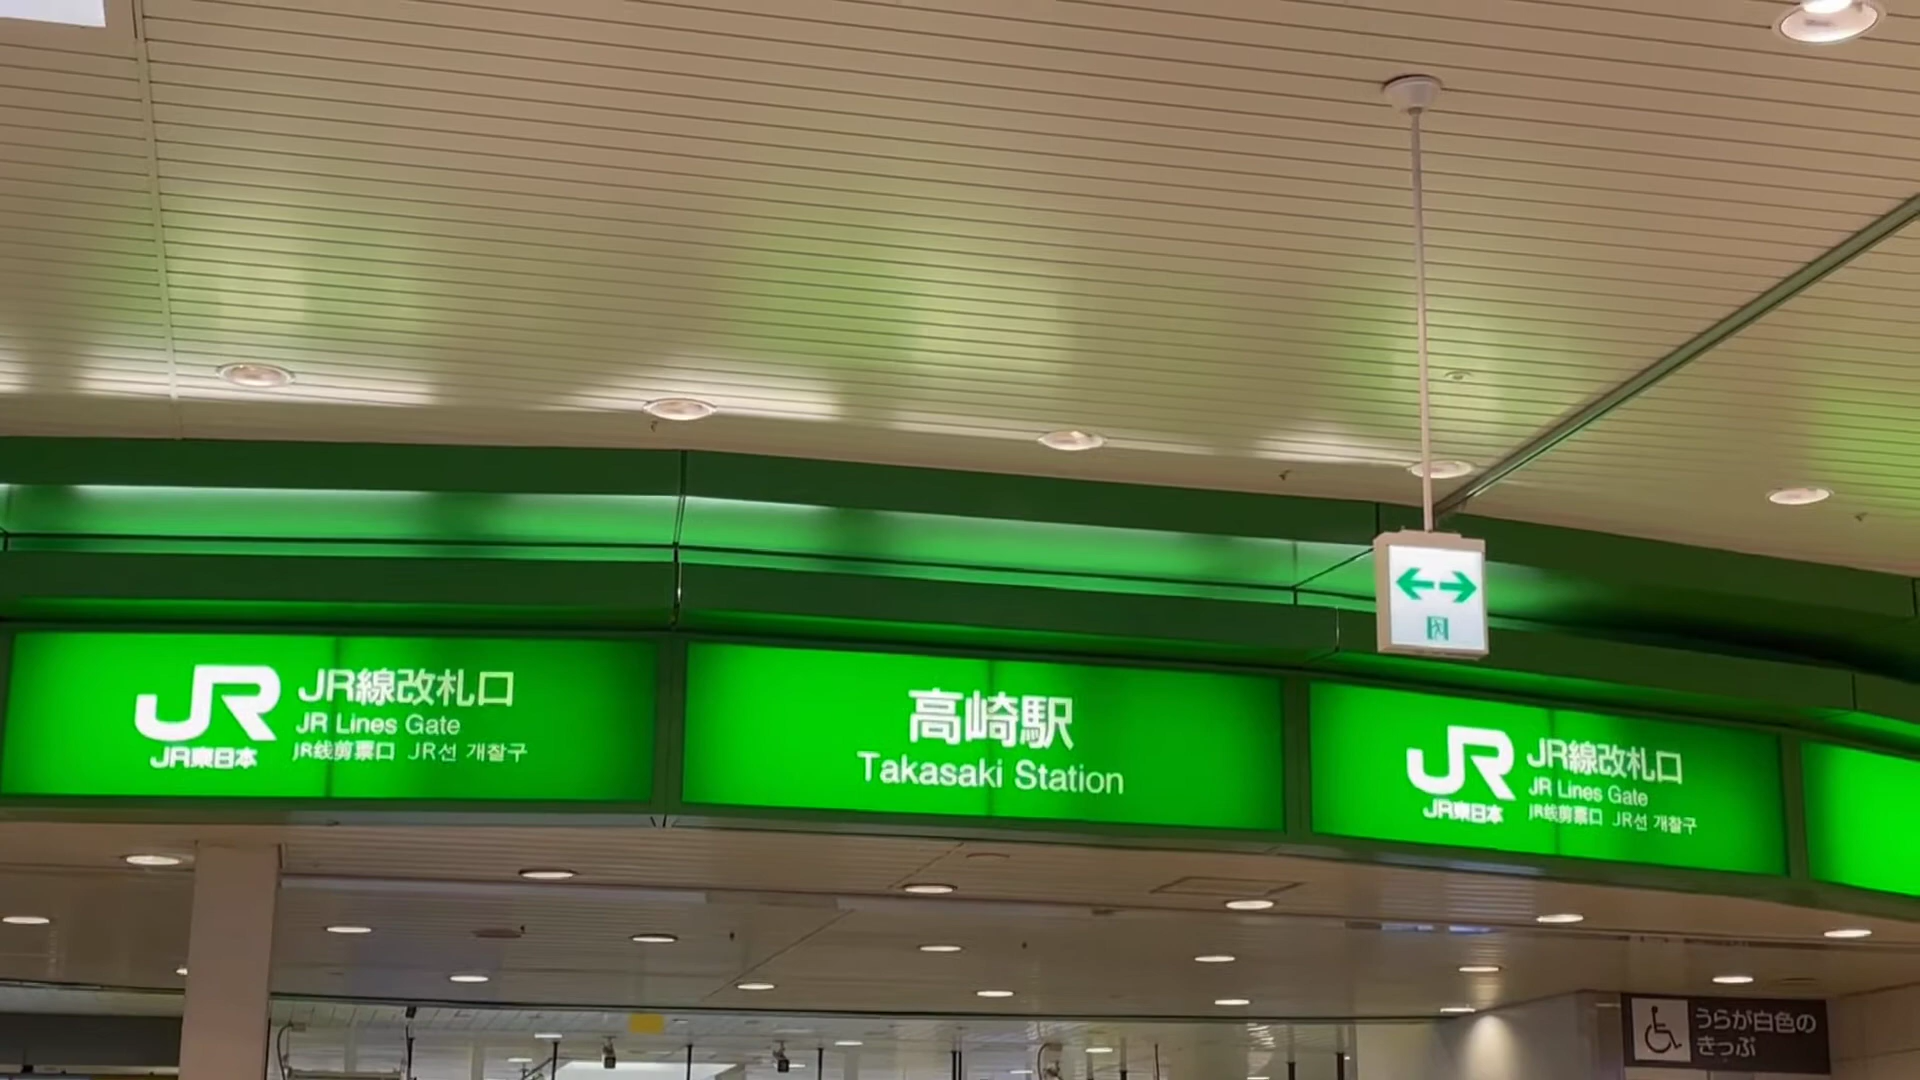 JR
JR東日本
JR線改札口
JR Lines Gate
JR线剪票口 JR선 개찰구
高崎駅
Takasaki Station
JR
JR東日本
JR線改札口
JR Lines Gate
JR线剪票口 JR선 개찰구
うらが白色の
きっぷ